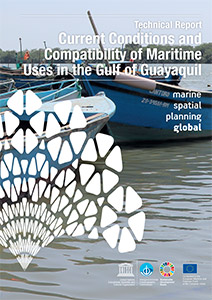 Technical Report
Current Conditions and
Compatibility of Maritime
Uses in the Gulf of Guayaquil
marine
spatial
planning
global